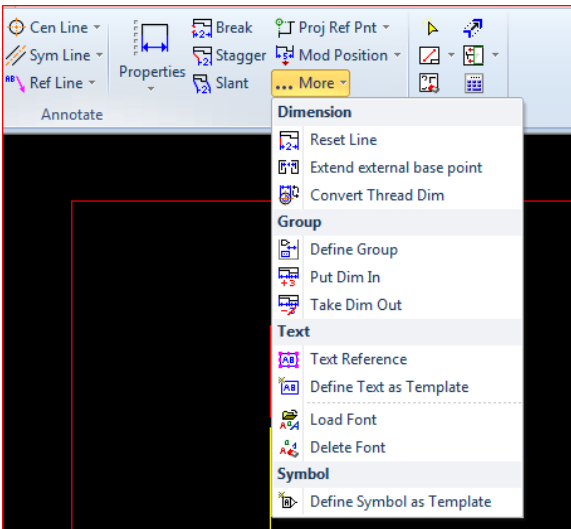 Cen Line Break Proj Ref Pnt
Sym Line Stagger Mod Position
Ref Line Properties Slant ... More
Annotate
Dimension
Reset Line
Extend external base point
Convert Thread Dim
Group
Define Group
Put Dim In
Take Dim Out
Text
Text Reference
Define Text as Template
Load Font
Delete Font
Symbol
Define Symbol as Template